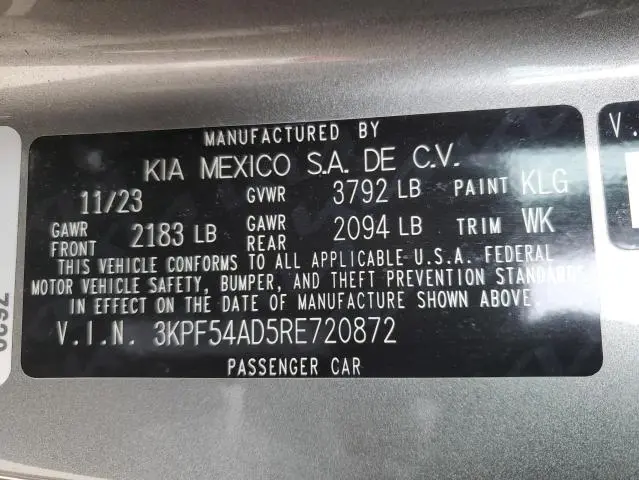 MANUFACTURED BY
KIA MEXICO S.A. DE C.V.
11/23 GVWR 3792 LB PAINT KLG
GAWR FRONT 2183 LB GAWR REAR 2094 LB TRIM WK
THIS VEHICLE CONFORMS TO ALL APPLICABLE U.S.A. FEDERAL
MOTOR VEHICLE SAFETY, BUMPER, AND THEFT PREVENTION STANDARDS
IN EFFECT ON THE DATE OF MANUFACTURE SHOWN ABOVE.
V.I.N. 3KPF54AD5RE720872
PASSENGER CAR
V.